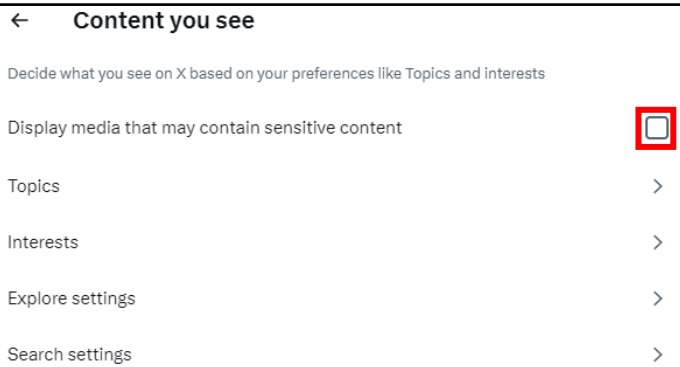 Content you see
Decide what you see on X based on your preferences like Topics and interests
Display media that may contain sensitive content
Topics
Interests
Explore settings
Search settings